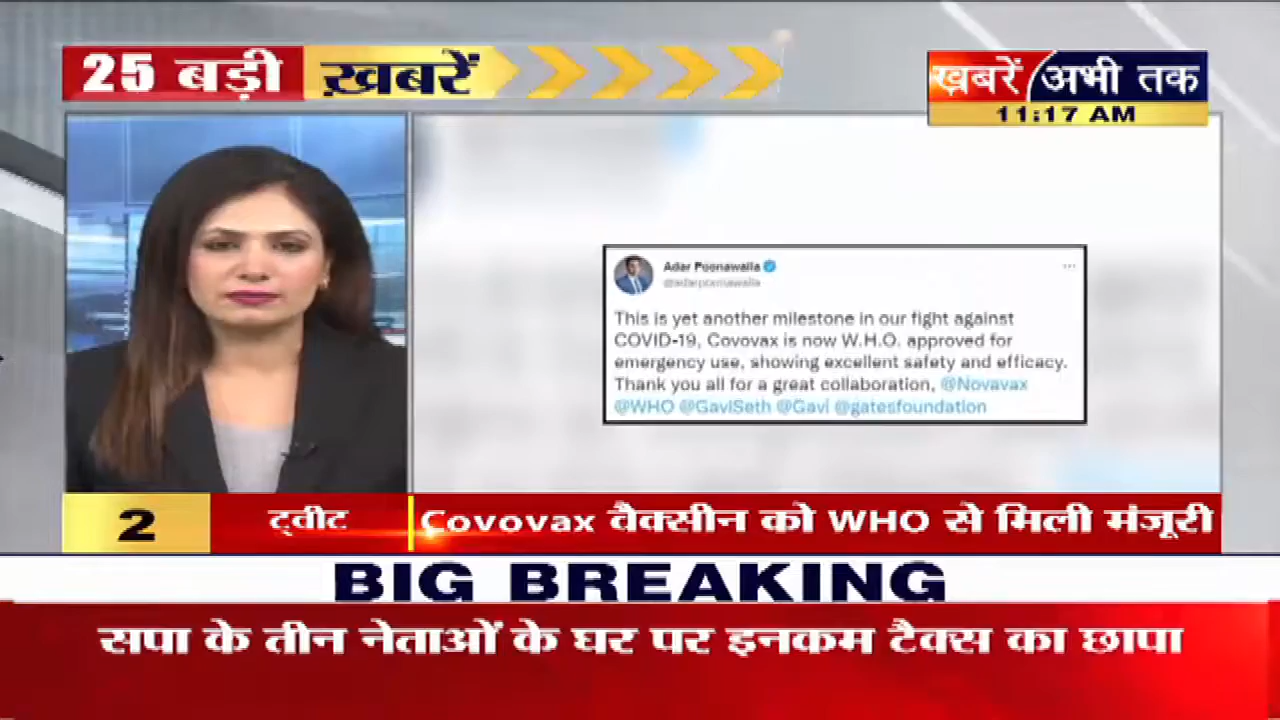 25 बड़ी ख़बरें
ख़बरें अभी तक
11:17 AM
Adar Poonawalla
@adarpoonawalla
This is yet another milestone in our fight against
COVID-19, Covovax is now W.H.O. approved for
emergency use, showing excellent safety and efficacy.
Thank you all for a great collaboration, @Novavax
@WHO @GaviSeth @Gavi @gatesfoundation
2 ट्वीट Covovax वैक्सीन को WHO से मिली मंजूरी
BIG BREAKING
सपा के तीन नेताओं के घर पर इनकम टैक्स का छापा